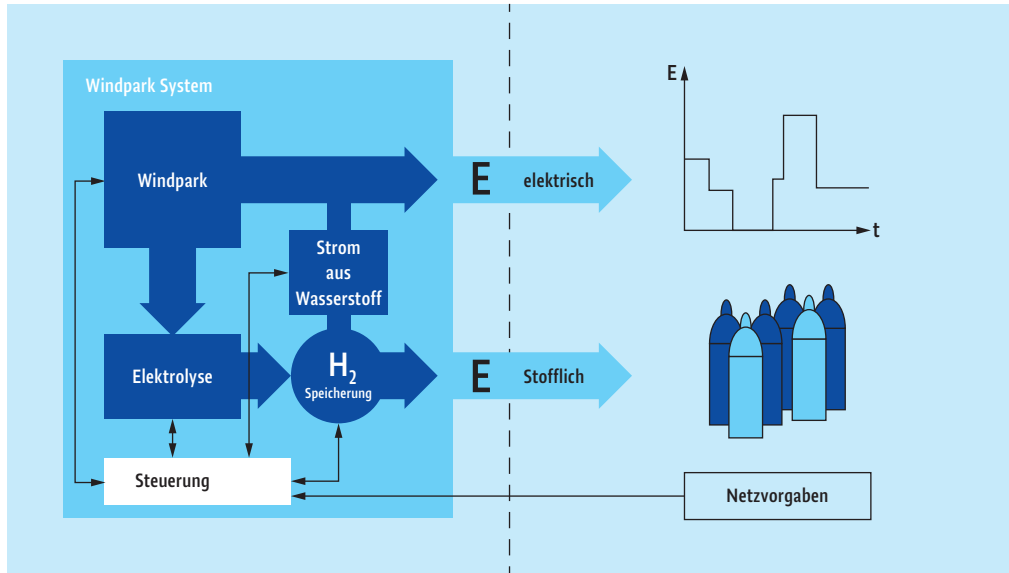 Windpark System
Windpark
E
elektrisch
E
t
Strom
aus
Wasserstoff
Elektrolyse
H2
Speicherung
E
Stofflich
Steuerung
Netzvorgaben